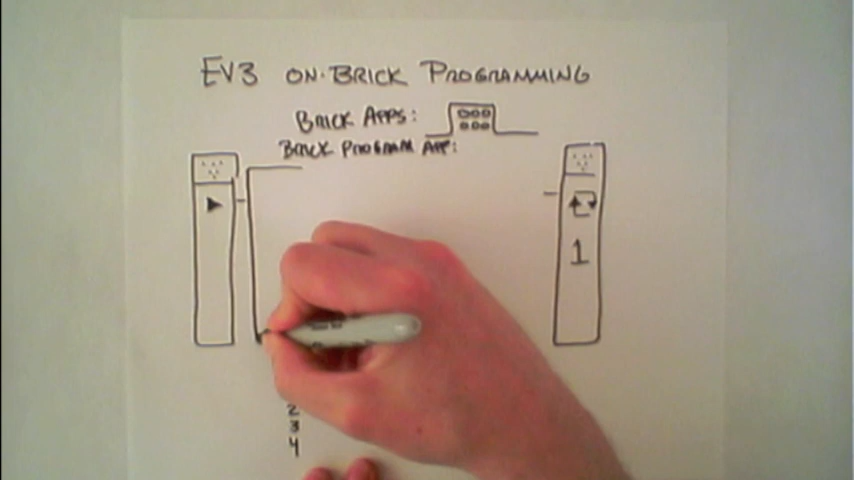 EV3 ON-BRICK PROGRAMMING
BRICK APPS:
BRICK PROGRAM APP:
1
2
3
4